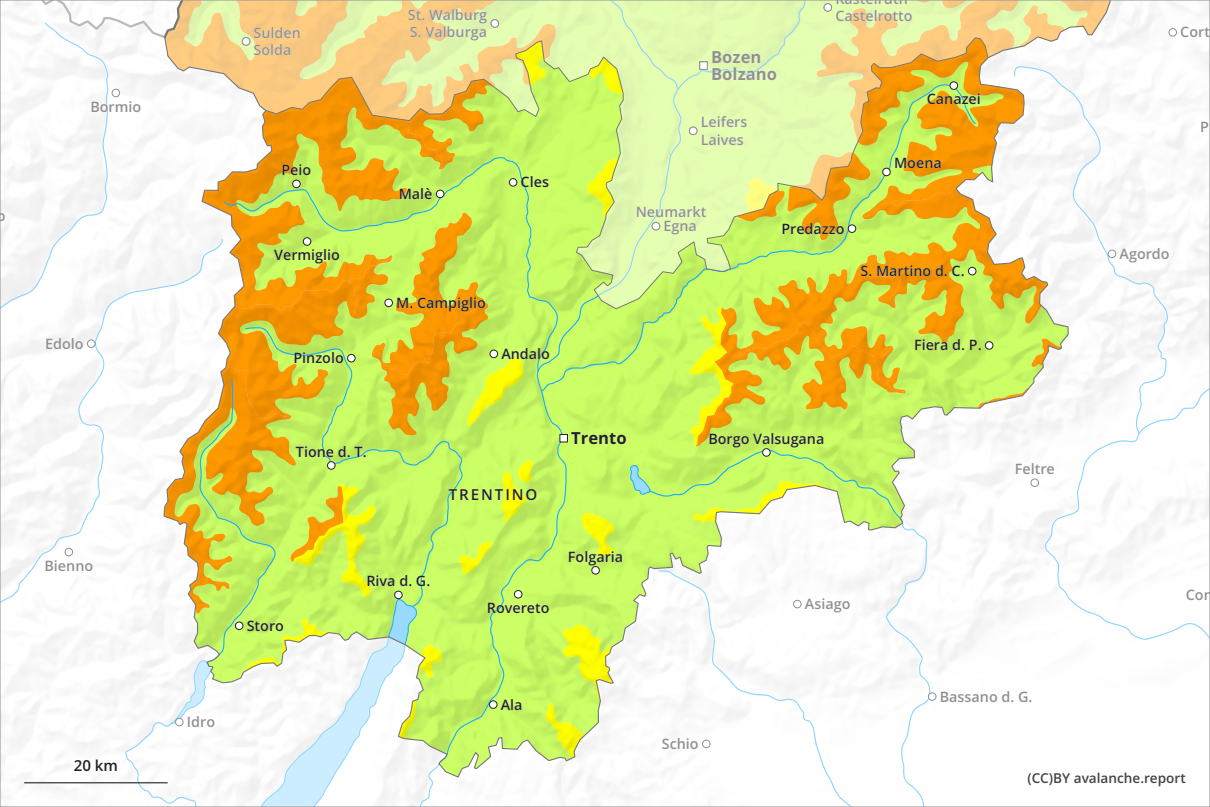 Kastelruth
Castelrotto
St. Walburg
S. Valburga
Sulden
Solda
Cort
Bozen
Bolzano
Bormio
Canazei
Leifers
Laives
Moena
Peio
Malè
Cles
Neumarkt
Egna
Predazzo
Vermiglio
Agordo
S. Martino d. C.
M. Campiglio
Edolo
Pinzolo
Andalo
Fiera d. P.
Trento
Borgo Valsugana
Tione d. T.
Feltre
TRENTINO
Bienno
Folgaria
Riva d. G.
Rovereto
Asiago
Cor
Storo
Bassano d. G.
Ala
Idro
Schio
20 km
(CC)BY avalanche.report